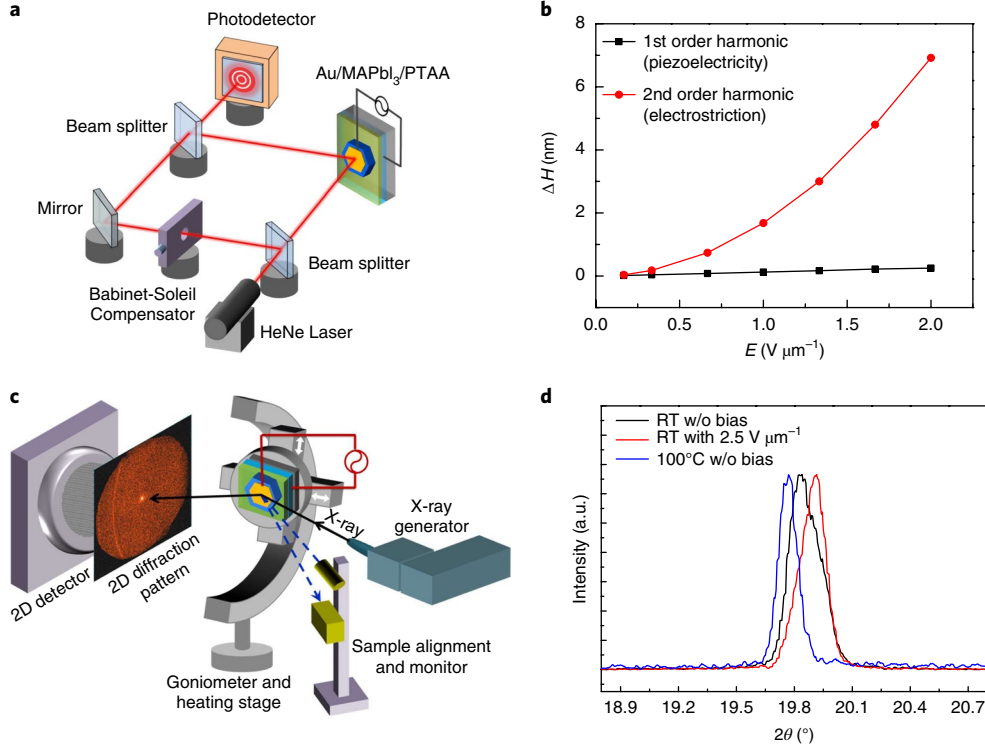 a
Photodetector
Au/MAPbI₃/PTAA
Beam splitter
Mirror
Beam splitter
Babinet-Soleil
Compensator
HeNe Laser
b
1st order harmonic
(piezoelectricity)
2nd order harmonic
(electrostriction)
ΔH (nm)
8
6
4
2
0
0.0 0.5 1.0 1.5 2.0
E (V µm⁻¹)
c
2D detector
2D diffraction
pattern
X-ray
X-ray
generator
Sample alignment
and monitor
Goniometer and
heating stage
d
RT w/o bias
RT with 2.5 V µm⁻¹
100°C w/o bias
Intensity (a.u.)
18.9 19.2 19.5 19.8 20.1 20.4 20.7
2θ (°)